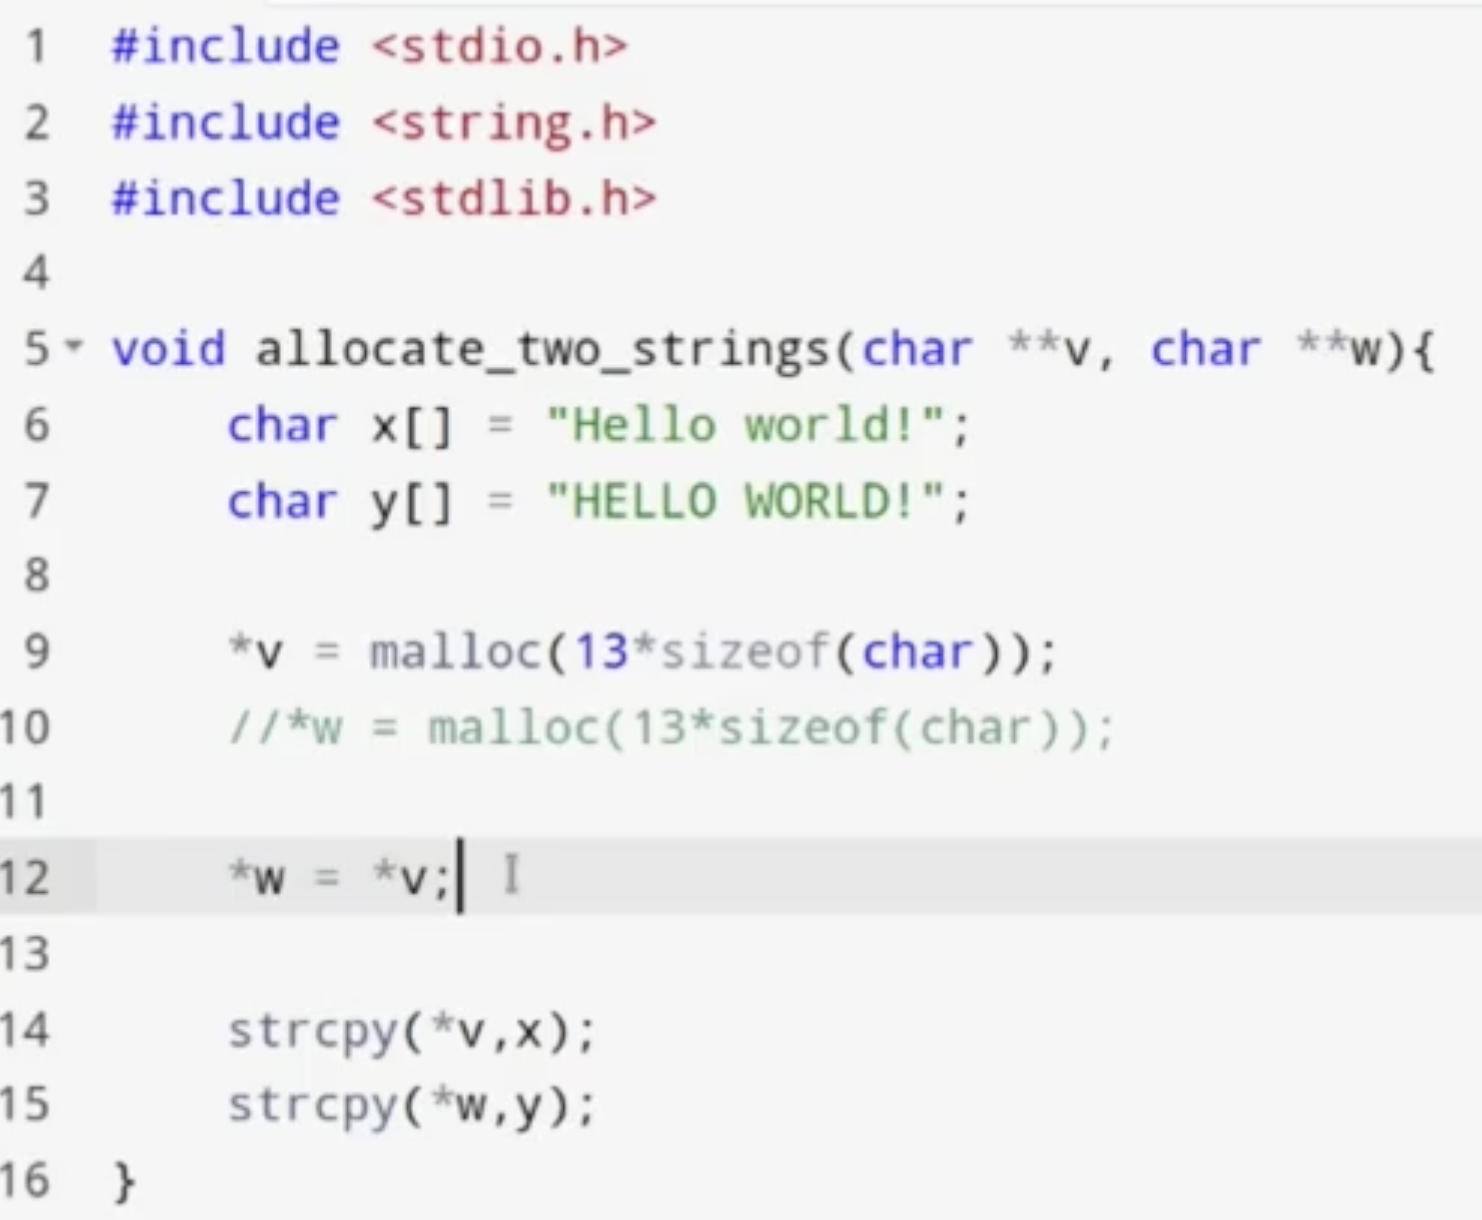 1 #include <stdio.h>
2 #include <string.h>
3 #include <stdlib.h>
4
5 void allocate_two_strings(char **v, char **w){
6     char x[] = "Hello world!";
7     char y[] = "HELLO WORLD!";
8
9     *v = malloc(13*sizeof(char));
10     //*w = malloc(13*sizeof(char));
11
12     *w = *v;
13
14     strcpy(*v,x);
15     strcpy(*w,y);
16 }